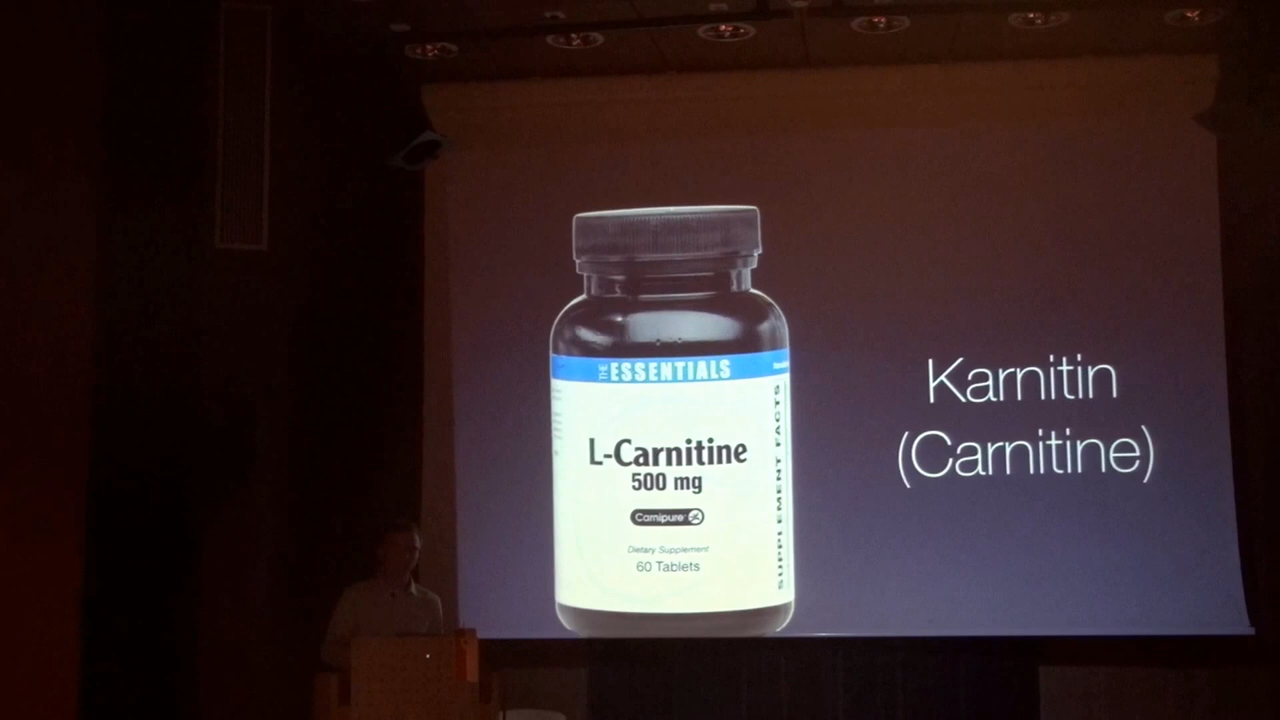 THE ESSENTIALS
L-Carnitine
500 mg
Carnipure
Dietary Supplement
60 Tablets
SUPPLEMENT FACTS
Karnitin
(Carnitine)